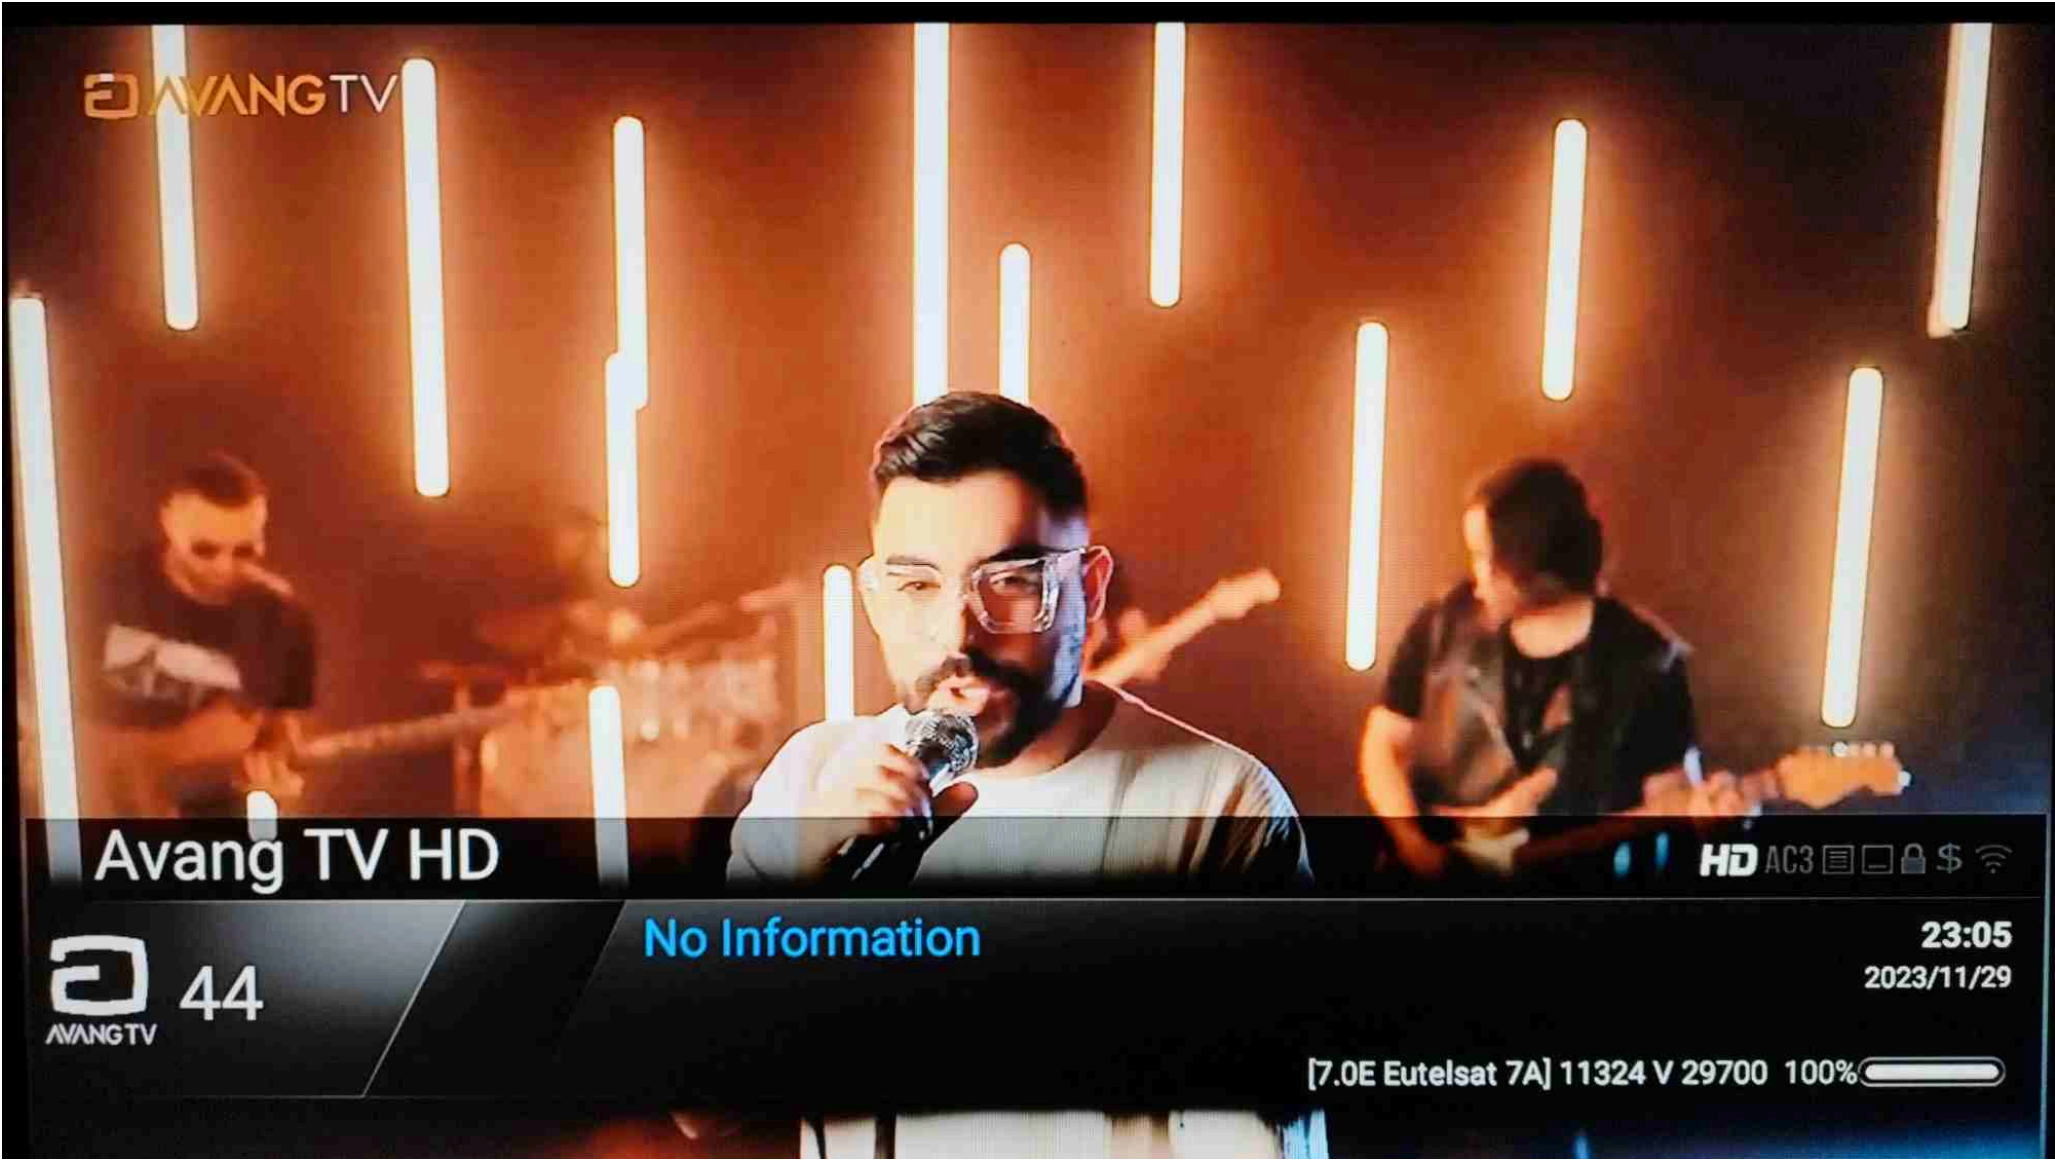 AVANGTV
Avang TV HD
HD AC3 $
No Information
23:05
2023/11/29
44
AVANGTV
[7.0E Eutelsat 7A] 11324 V 29700 100%